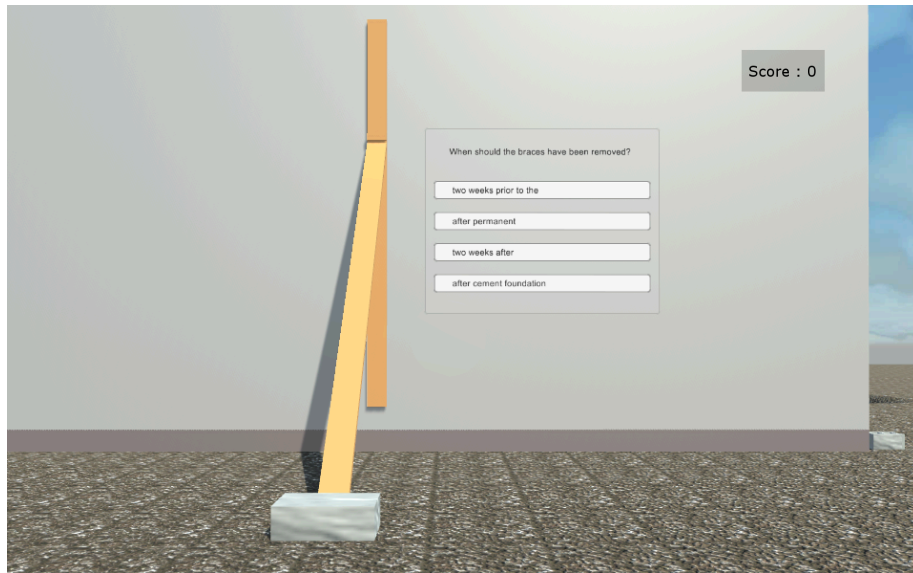 Score : 0
When should the braces have been removed?
two weeks prior to the
after permanent
two weeks after
after cement foundation